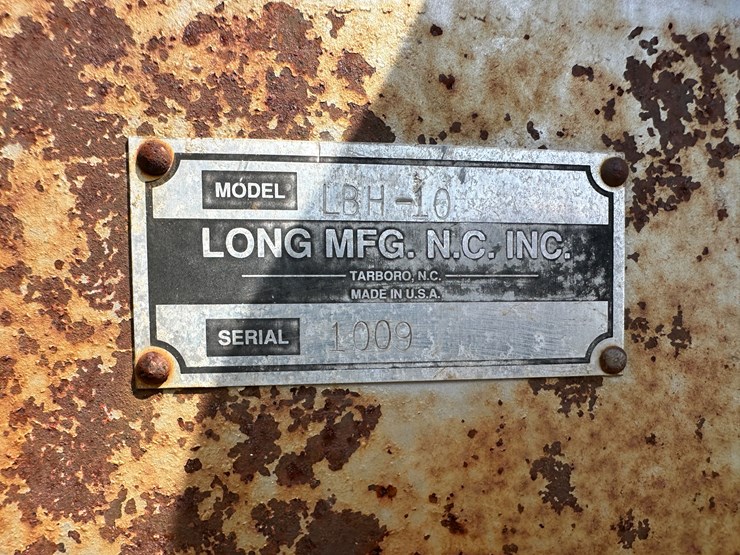 MODEL LBH-10
LONG MFG. N.C. INC.
TARBORO, N.C.
MADE IN U.S.A.
SERIAL 1009